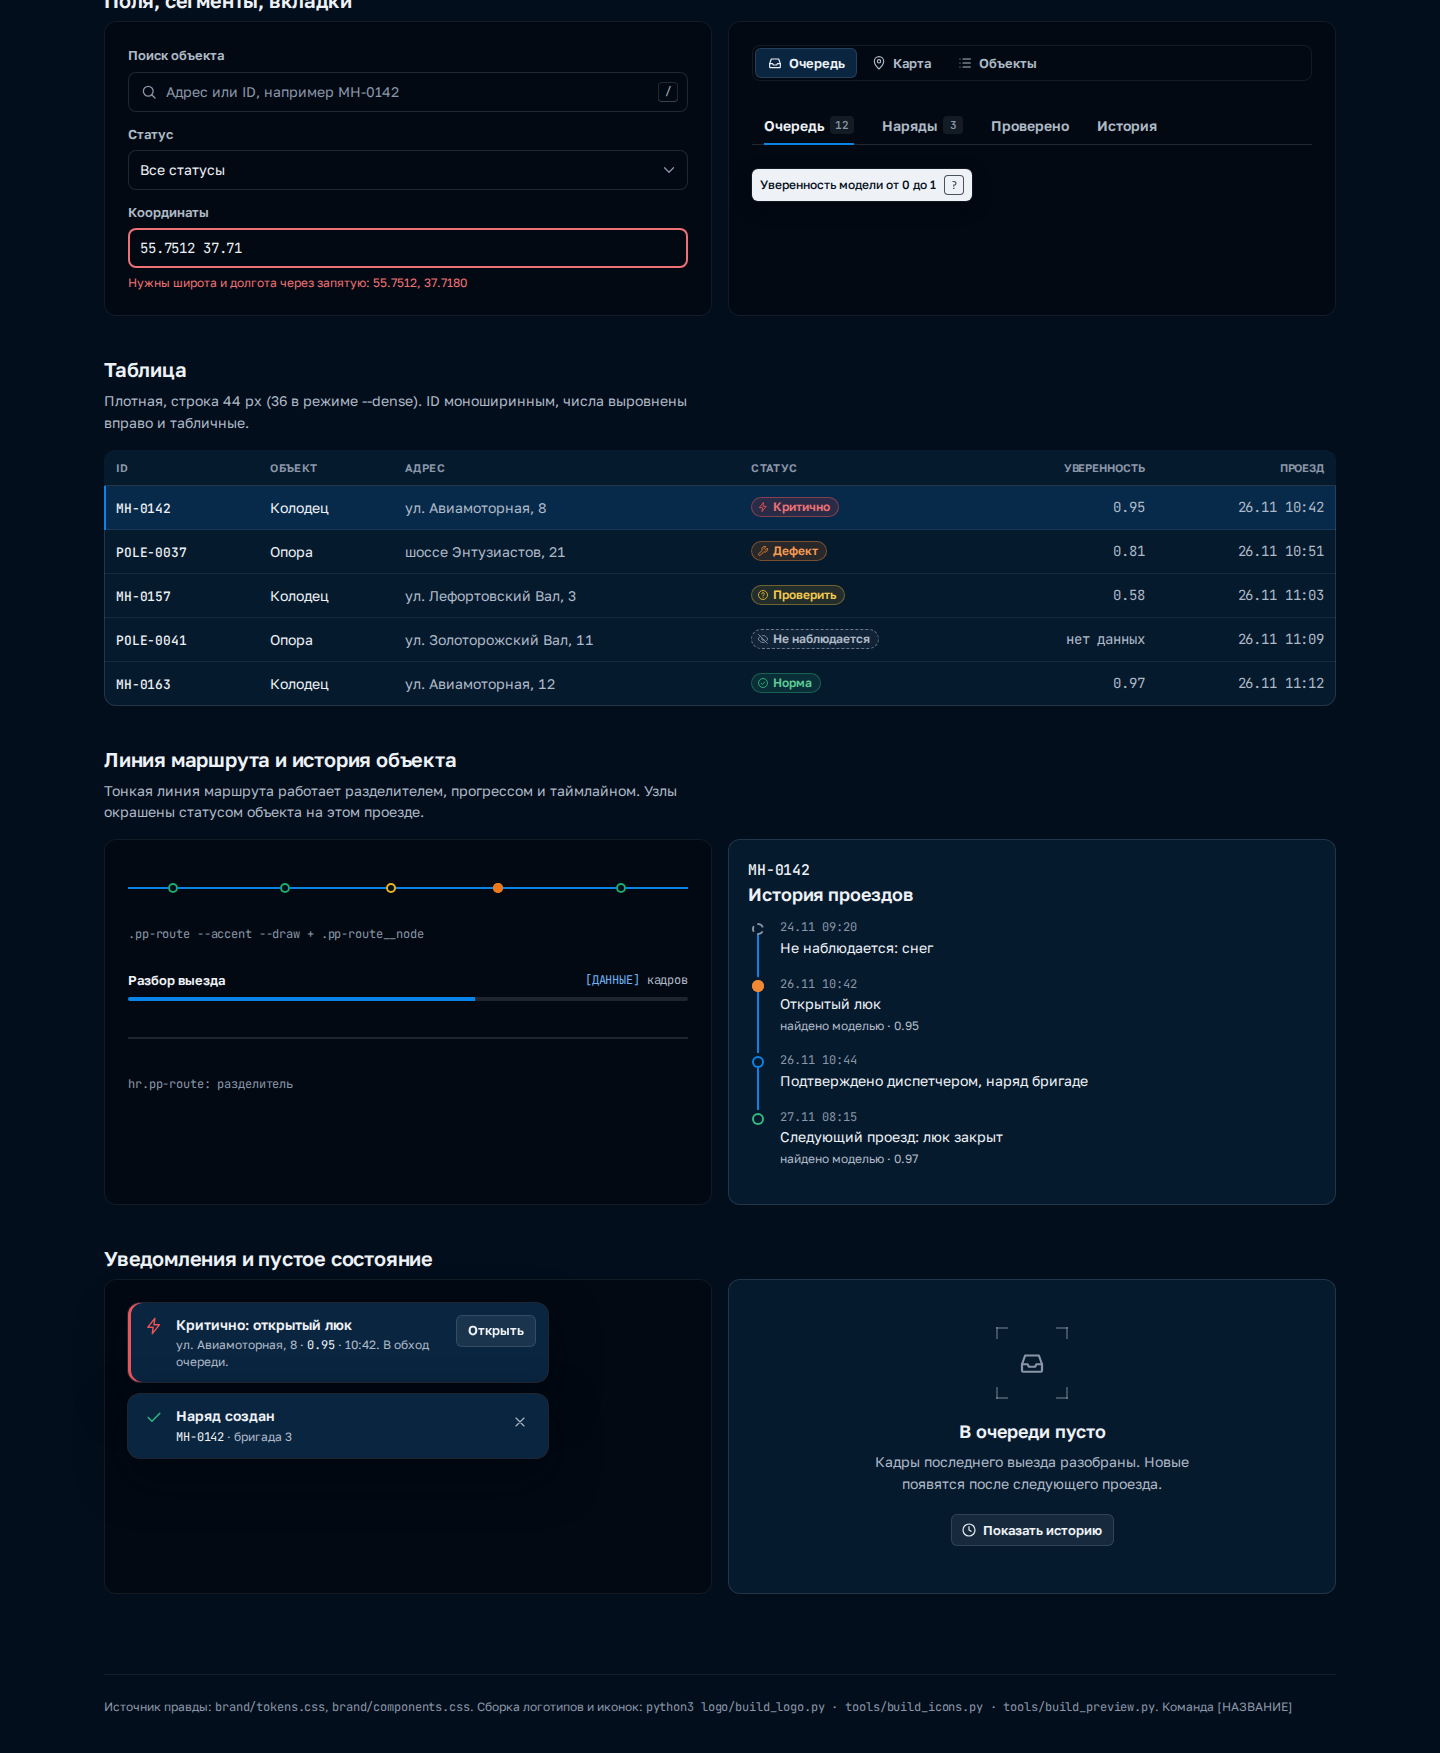 Поля, сегменты, вкладки
Поиск объекта
Адрес или ID, например MH-0142
/
Статус
Все статусы
Координаты
55.7512 37.71
Нужны широта и долгота через запятую: 55.7512, 37.7180
Очередь
Карта
Объекты
Очередь 12
Наряды 3
Проверено
История
Уверенность модели от 0 до 1 ?
Таблица
Плотная, строка 44 px (36 в режиме --dense). ID моноширинным, числа выровнены
вправо и табличные.
ID ОБЪЕКТ АДРЕС СТАТУС УВЕРЕННОСТЬ ПРОЕЗД
MH-0142 Колодец ул. Авиамоторная, 8 Критично 0.95 26.11 10:42
POLE-0037 Опора шоссе Энтузиастов, 21 Дефект 0.81 26.11 10:51
MH-0157 Колодец ул. Лефортовский Вал, 3 Проверить 0.58 26.11 11:03
POLE-0041 Опора ул. Золоторожский Вал, 11 Не наблюдается нет данных 26.11 11:09
MH-0163 Колодец ул. Авиамоторная, 12 Норма 0.97 26.11 11:12
Линия маршрута и история объекта
Тонкая линия маршрута работает разделителем, прогрессом и таймлайном. Узлы
окрашены статусом объекта на этом проезде.
.pp-route --accent --draw + .pp-route__node
Разбор выезда [ДАННЫЕ] кадров
hr.pp-route: разделитель
MH-0142
История проездов
24.11 09:20
Не наблюдается: снег
26.11 10:42
Открытый люк
найдено моделью · 0.95
26.11 10:44
Подтверждено диспетчером, наряд бригаде
27.11 08:15
Следующий проезд: люк закрыт
найдено моделью · 0.97
Уведомления и пустое состояние
Критично: открытый люк
ул. Авиамоторная, 8 · 0.95 · 10:42. В обход
очереди.
Открыть
Наряд создан
MH-0142 · бригада 3
В очереди пусто
Кадры последнего выезда разобраны. Новые
появятся после следующего проезда.
Показать историю
Источник правды: brand/tokens.css, brand/components.css. Сборка логотипов и иконок: python3 logo/build_logo.py · tools/build_icons.py · tools/build_preview.py. Команда [НАЗВАНИЕ]